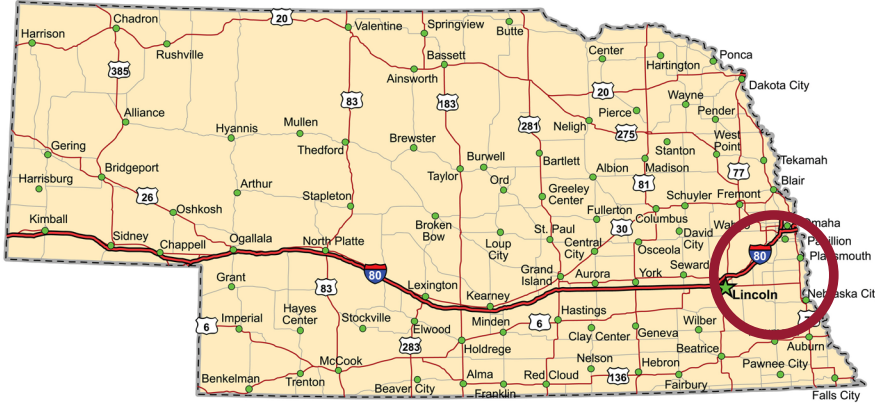 Harrison
Chadron
Rushville
20
Valentine
Springview
Butte
Bassett
Ainsworth
Center
Hartington
Ponca
Dakota City
385
Alliance
Hyannis
Mullen
Thedford
83
183
Brewster
281
20
Neligh
Pierce
275
Wayne
Pender
Stanton
West
Point
Madison
Tekamah
Blair
Gering
Harrisburg
Bridgeport
26
Oshkosh
Arthur
Stapleton
Taylor
Burwell
Ord
Bartlett
Greeley
Center
Albion
81
77
Schuyler
Fremont
Fullerton
Columbus
30
David
City
Osceola
Broken
Bow
Loup
City
St. Paul
Central
City
Kimball
Sidney
Chappell
Ogallala
North Platte
80
Lexington
Kearney
Grand
Island
Aurora
York
Seward
80
Lincoln
Omaha
Papillion
Plattsmouth
Nebraska Cit
Grant
83
6
Imperial
Hayes
Center
Stockville
283
Elwood
Minden
Holdrege
6
Hastings
Clay Center
Geneva
Wilber
Beatrice
Auburn
Benkelman
Trenton
McCook
Beaver City
Alma
Franklin
Red Cloud
Nelson
136
Hebron
Fairbury
Pawnee City
Falls City